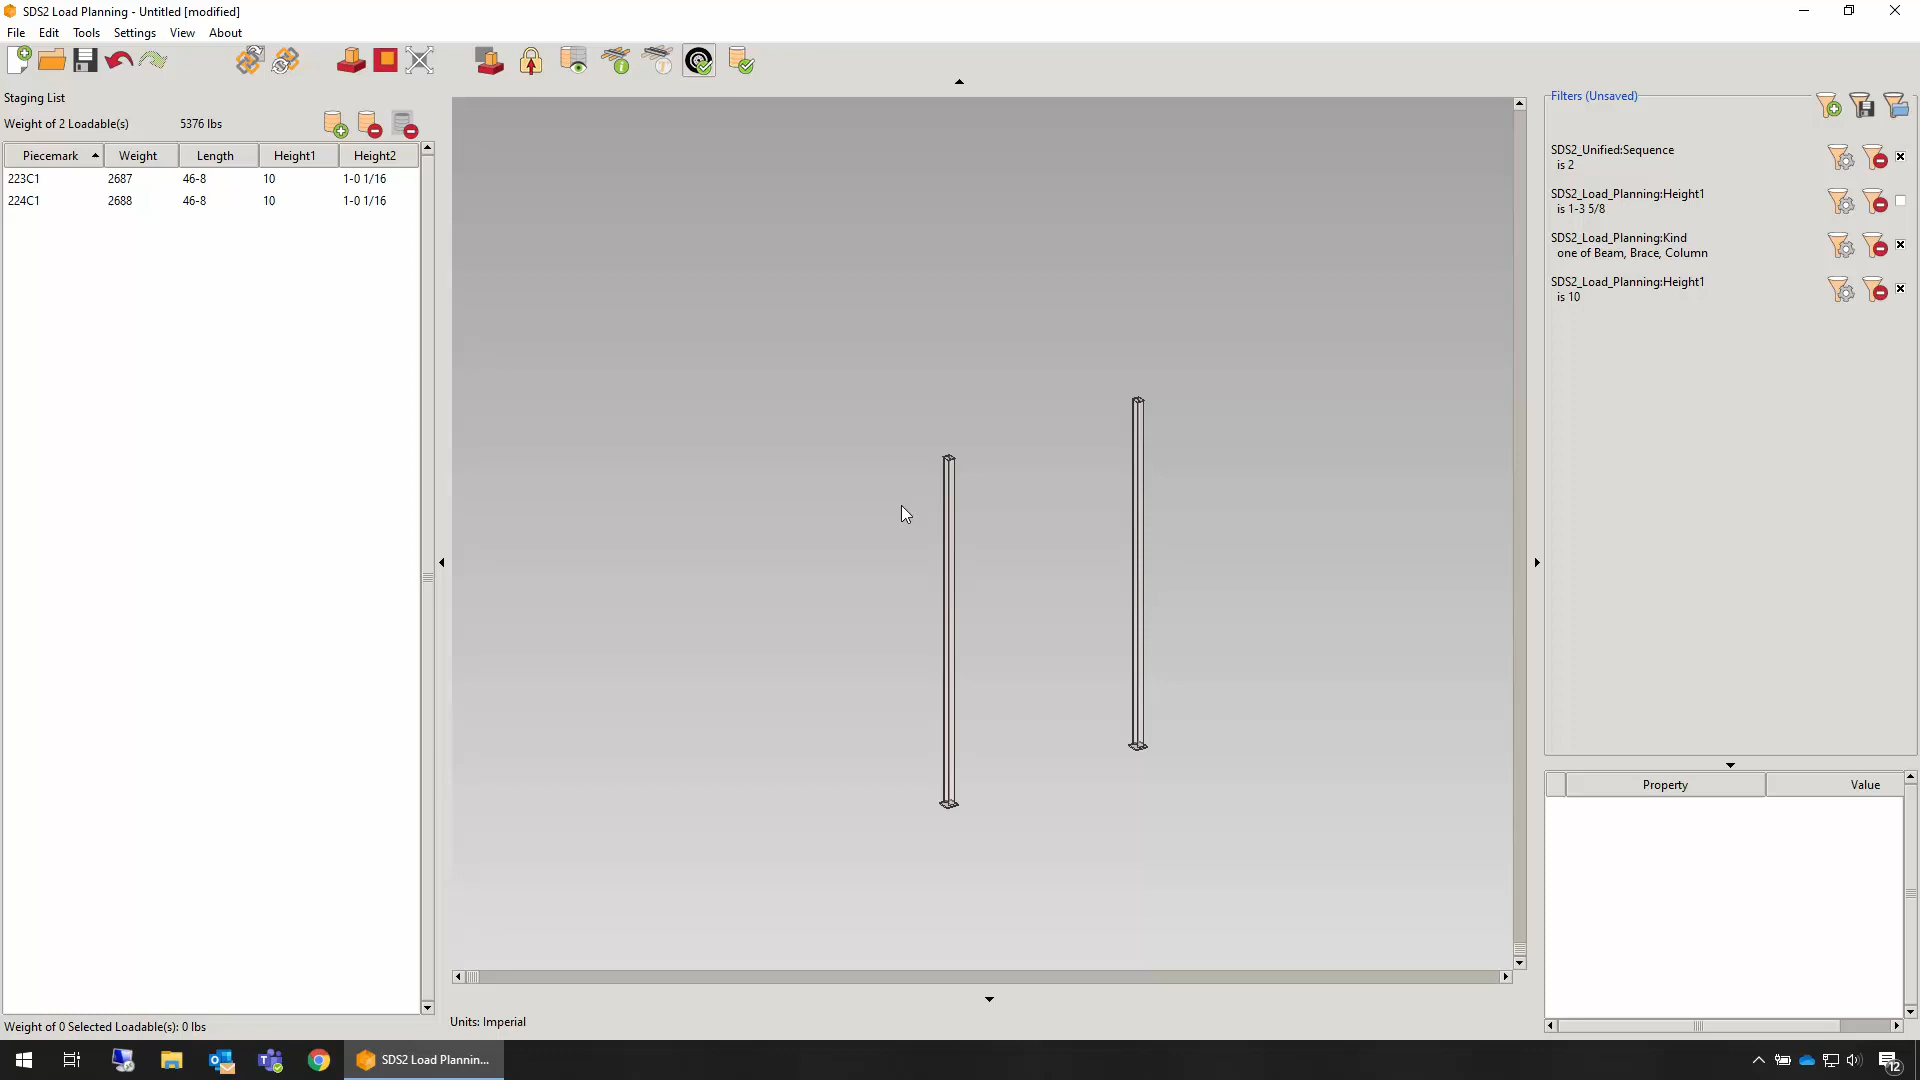 SDS2 Load Planning - Untitled [modified]
File Edit Tools Settings View About
Staging List
Weight of 2 Loadable(s) 5376 lbs
Piecemark Weight Length Height1 Height2
223C1 2687 46-8 10 1-0 1/16
224C1 2688 46-8 10 1-0 1/16
Weight of 0 Selected Loadable(s): 0 lbs
Units: Imperial
Filters (Unsaved)
SDS2_Unified:Sequence
is 2
SDS2_Load_Planning:Height1
is 1-3 5/8
SDS2_Load_Planning:Kind
one of Beam, Brace, Column
SDS2_Load_Planning:Height1
is 10
Property Value
SDS2 Load Plannin...
12